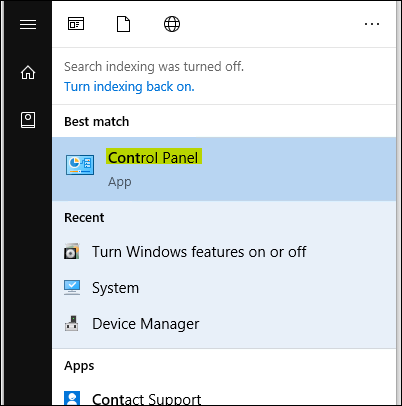 Search indexing was turned off.
Turn indexing back on.
Best match
Control Panel
App
Recent
Turn Windows features on or off
System
Device Manager
Apps
Contact Support